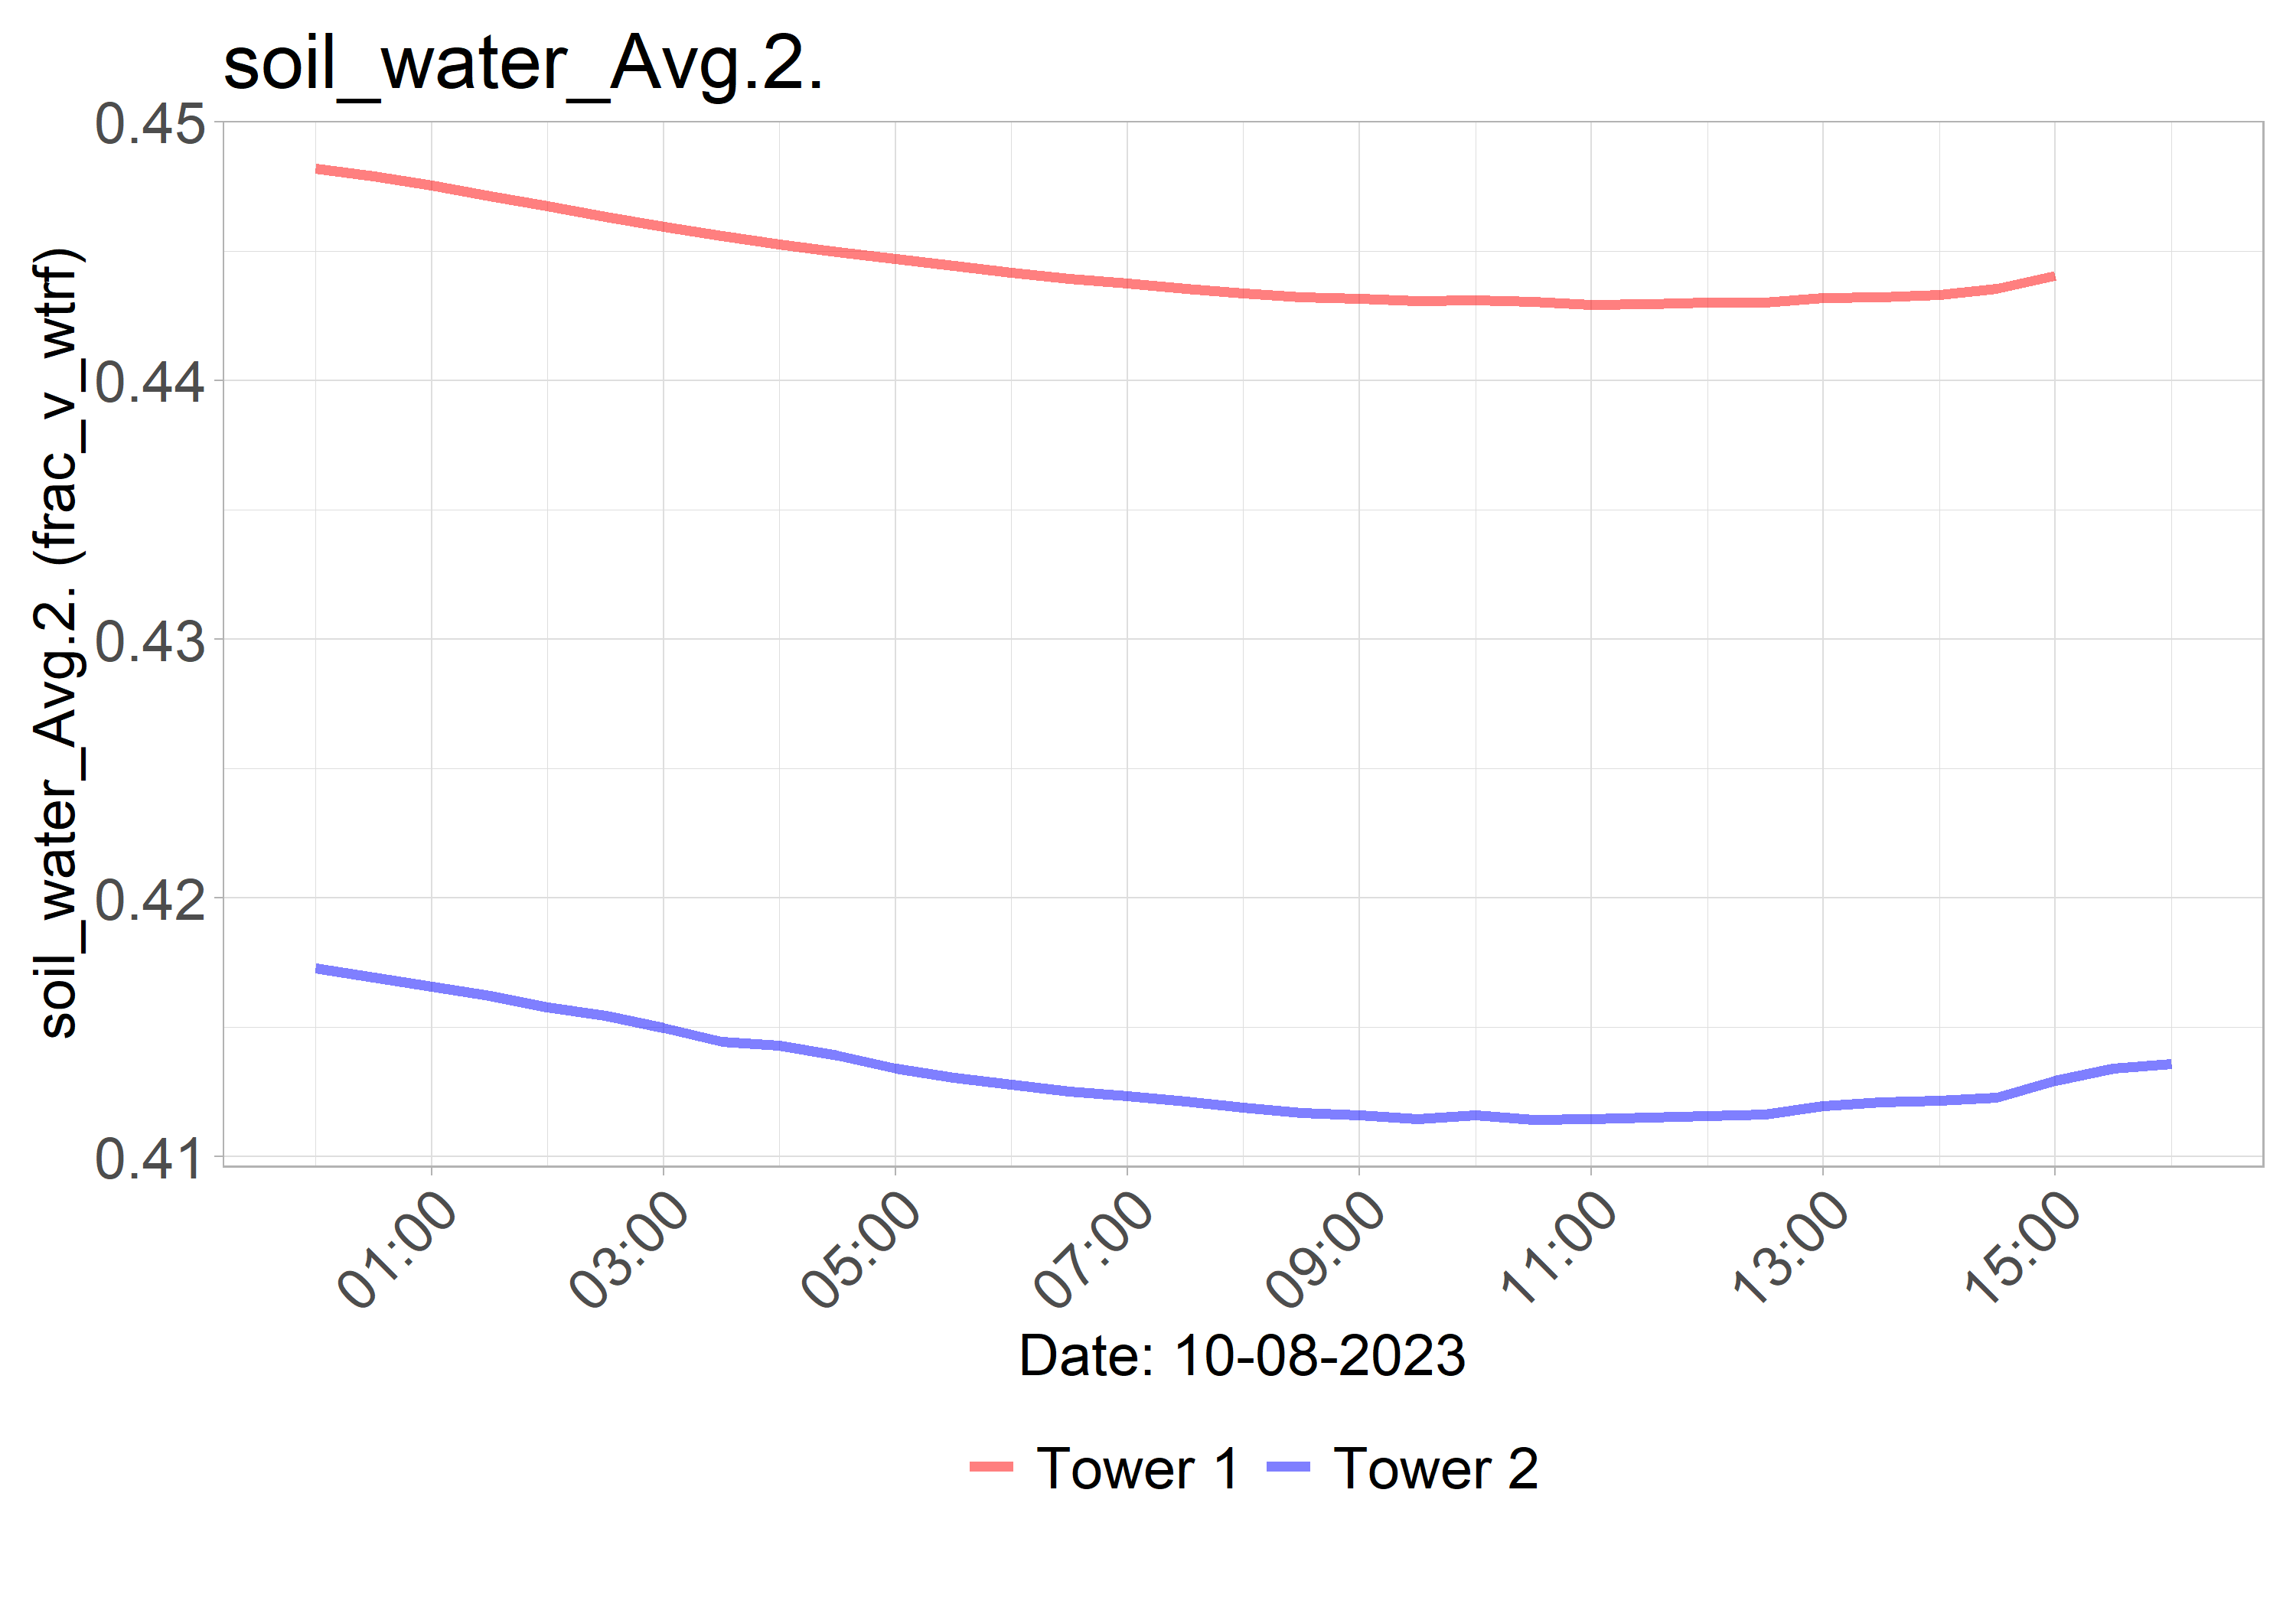 soil_water_Avg.2.
soil_water_Avg.2. (frac_v_wtrf)
0.45
0.44
0.43
0.42
0.41
01:00
03:00
05:00
07:00
09:00
11:00
13:00
15:00
Date: 10-08-2023
Tower 1
Tower 2